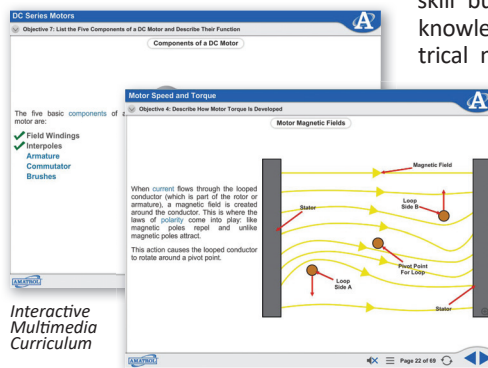 skill bu
knowle
trical r
DC Series Motors
Objective 7: List the Five Components of a DC Motor and Describe Their Function
Components of a DC Motor
The five basic components of a
motor are:
Field Windings
Interpoles
Armature
Commutator
Brushes
AMATROL
Motor Speed and Torque
Objective 4: Describe How Motor Torque Is Developed
Motor Magnetic Fields
When current flows through the looped
conductor (which is part of the rotor or
armature), a magnetic field is created
around the conductor. This is where the
laws of polarity come into play: like
magnetic poles repel and unlike
magnetic poles attract.
This action causes the looped conductor
to rotate around a pivot point.
Magnetic Field
Stator
Loop
Side B
Pivot Point
For Loop
Loop
Side A
Stator
AMATROL
Page 22 of 69
Interactive
Multimedia
Curriculum